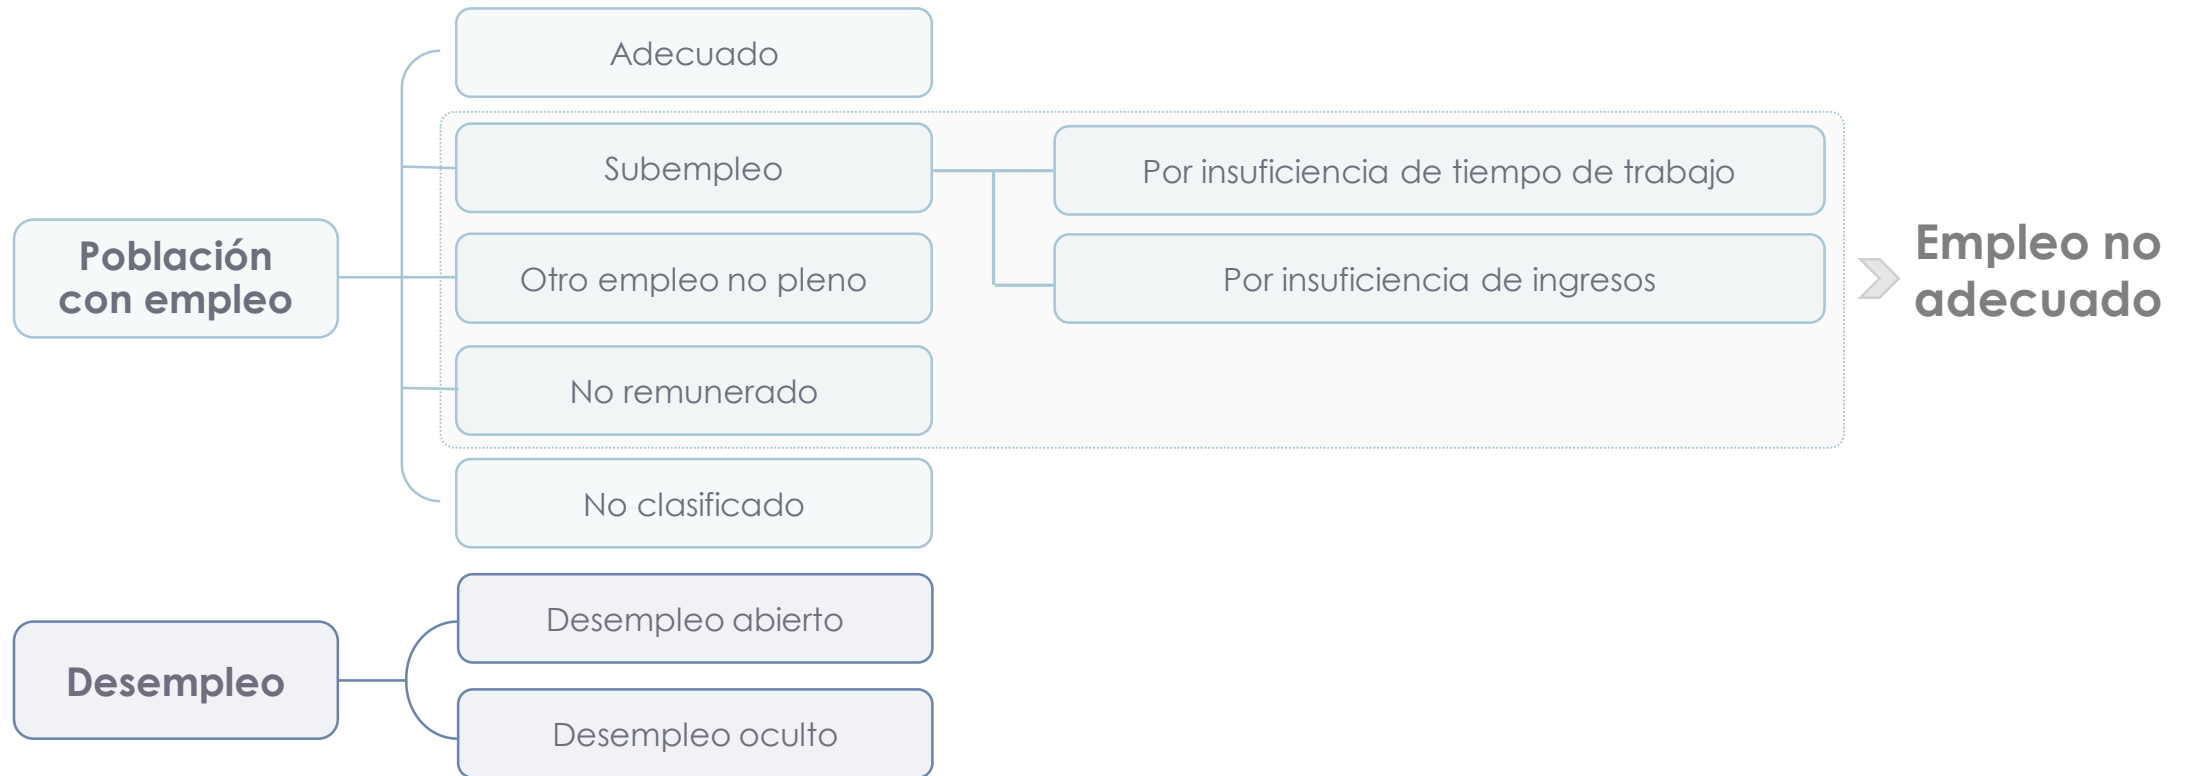 Adecuado
Subempleo
Por insuficiencia de tiempo de trabajo
Población
con empleo
Otro empleo no pleno
Por insuficiencia de ingresos
Empleo no
adecuado
No remunerado
No clasificado
Desempleo
Desempleo abierto
Desempleo oculto